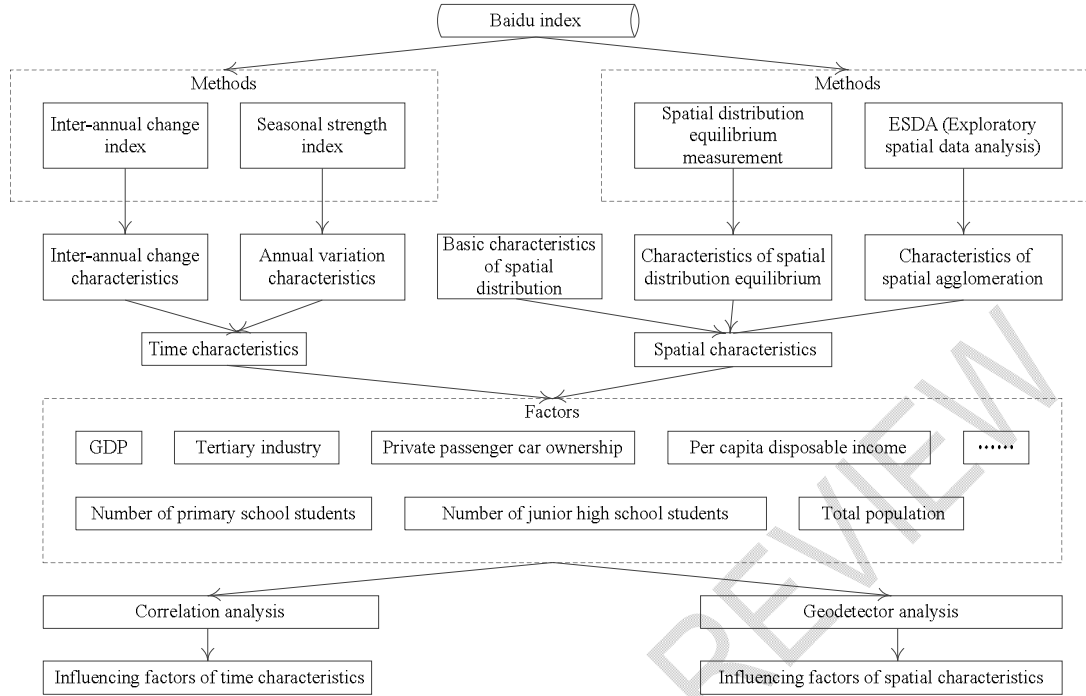 Baidu index
Methods
Methods
Inter-annual change
index
Seasonal strength
index
Spatial distribution
equilibrium
measurement
ESDA (Exploratory
spatial data analysis)
Inter-annual change
characteristics
Annual variation
characteristics
Basic characteristics
of spatial
distribution
Characteristics of spatial
distribution equilibrium
Characteristics of
spatial agglomeration
Time characteristics
Spatial characteristics
Factors
GDP
Tertiary industry
Private passenger car ownership
Per capita disposable income
······
Number of primary school students
Number of junior high school students
Total population
Correlation analysis
Geodetector analysis
Influencing factors of time characteristics
Influencing factors of spatial characteristics
REVIEW